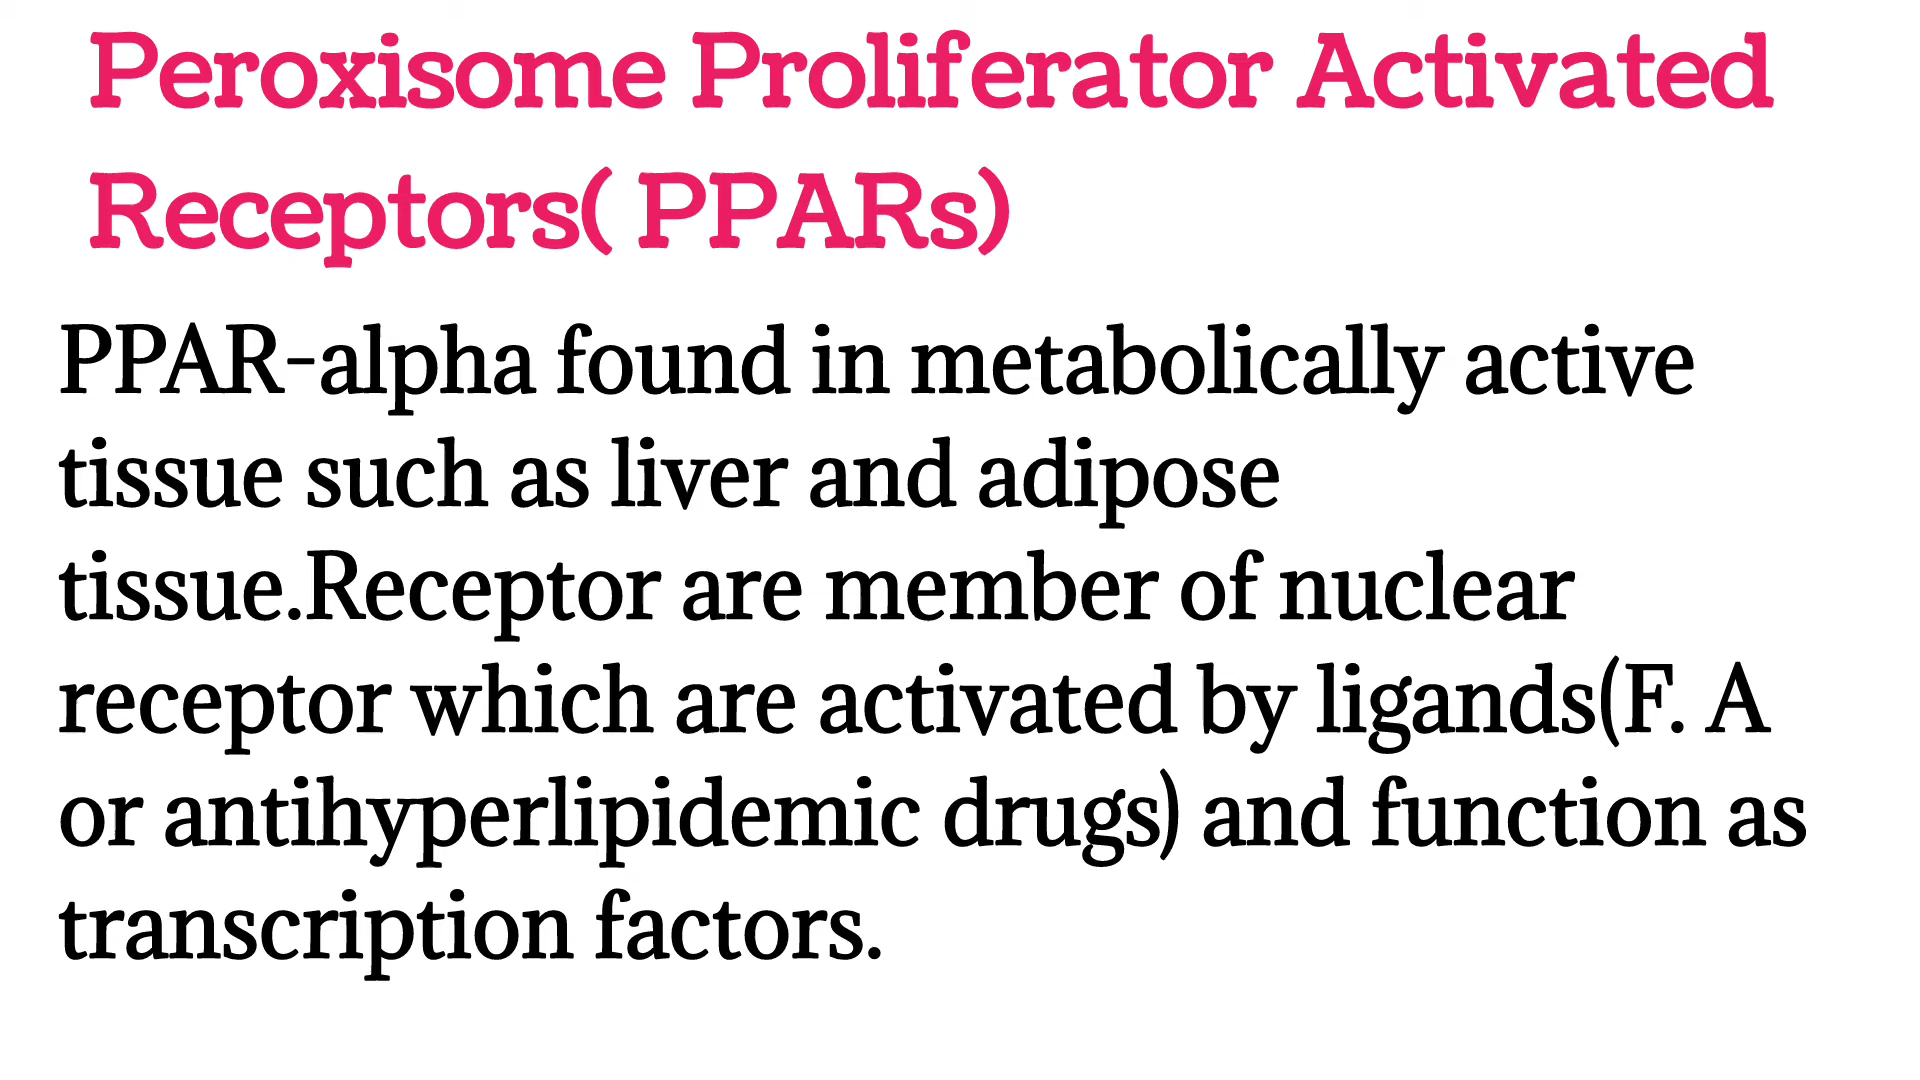 Peroxisome Proliferator Activated
Receptors( PPARs)
PPAR-alpha found in metabolically active
tissue such as liver and adipose
tissue.Receptor are member of nuclear
receptor which are activated by ligands(F. A
or antihyperlipidemic drugs) and function as
transcription factors.